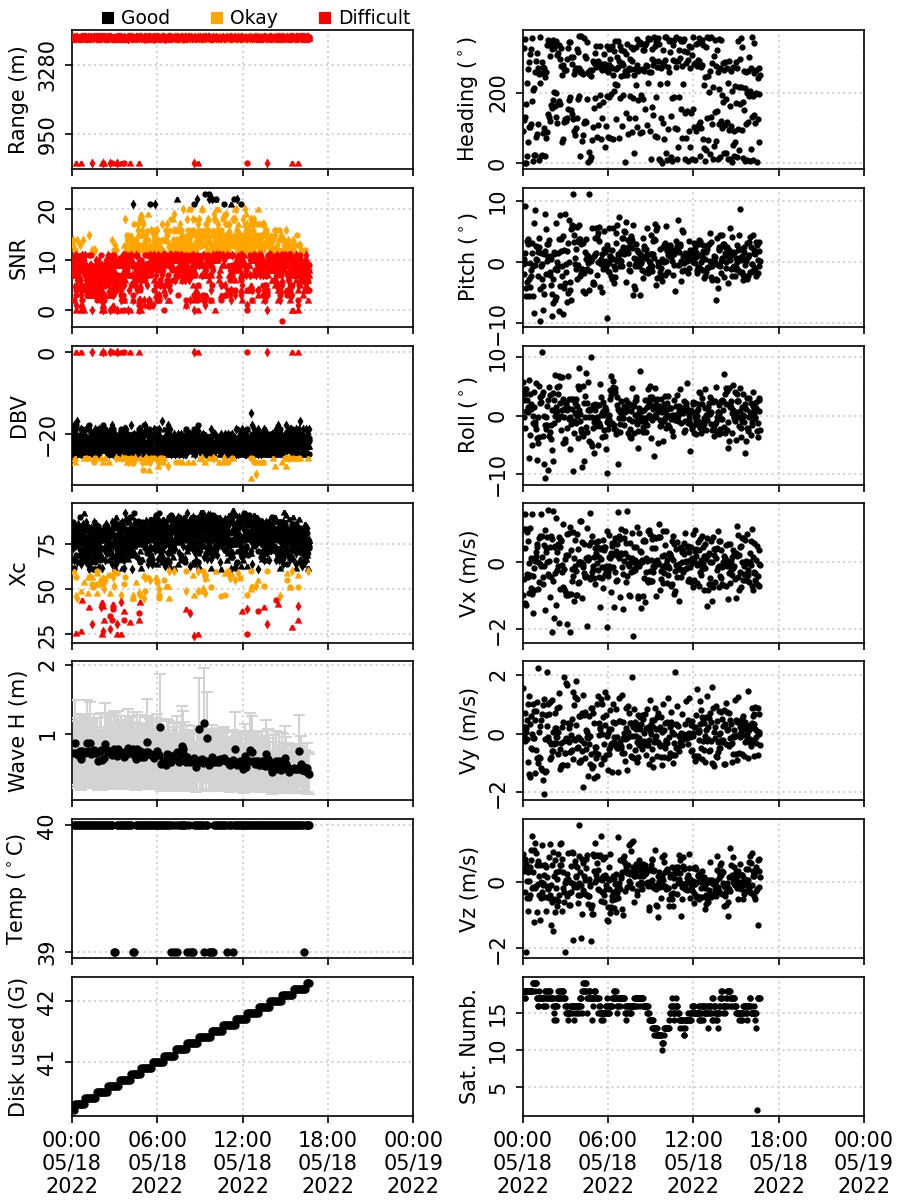 Good Okay Difficult
Range (m)
3280
950
Heading (°)
200
0
SNR
20
10
0
Pitch (°)
10
0
−10
DBV
0
−20
Roll (°)
10
0
−10
Xc
75
50
25
Vx (m/s)
0
−2
Wave H (m)
2
1
Vy (m/s)
2
0
−2
Temp (°C)
40
39
Vz (m/s)
0
−2
Disk used (G)
42
41
Sat. Numb.
15
10
5
00:00 06:00 12:00 18:00 00:00
05/18 05/18 05/18 05/18 05/19
2022 2022 2022 2022 2022
00:00 06:00 12:00 18:00 00:00
05/18 05/18 05/18 05/18 05/19
2022 2022 2022 2022 2022